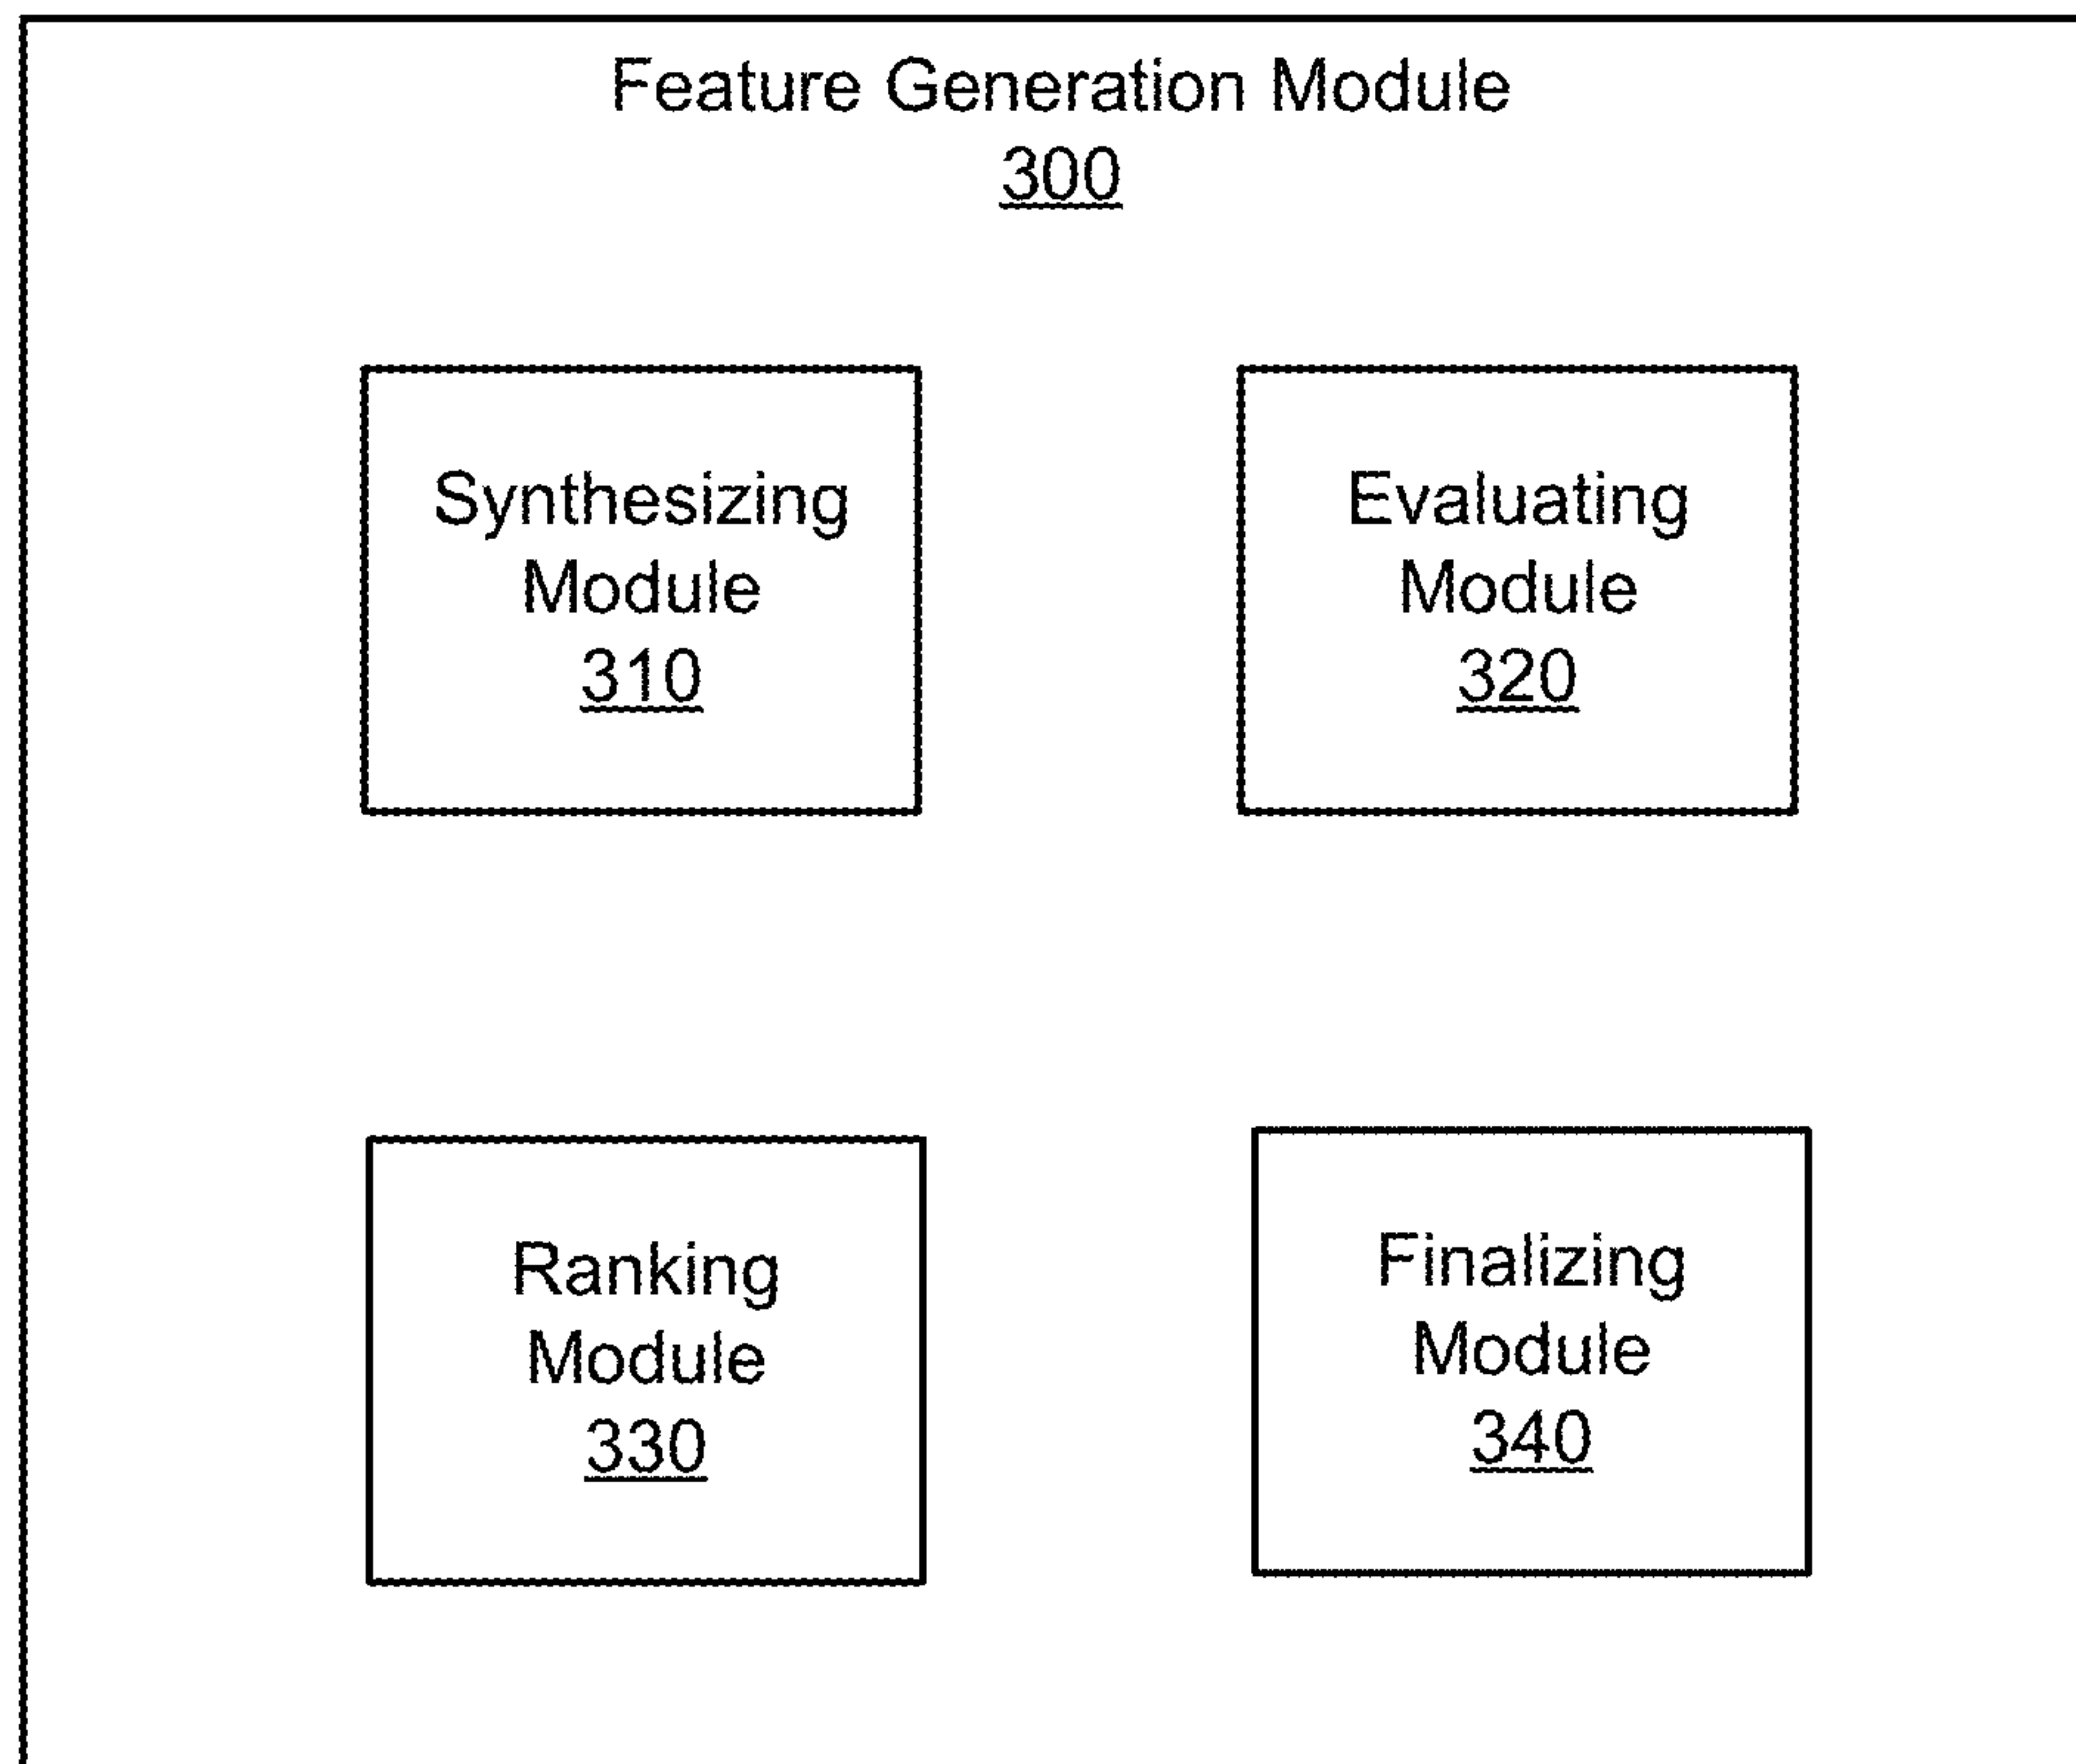 Feature Generation Module
300
Synthesizing
Module
310
Evaluating
Module
320
Ranking
Module
330
Finalizing
Module
340